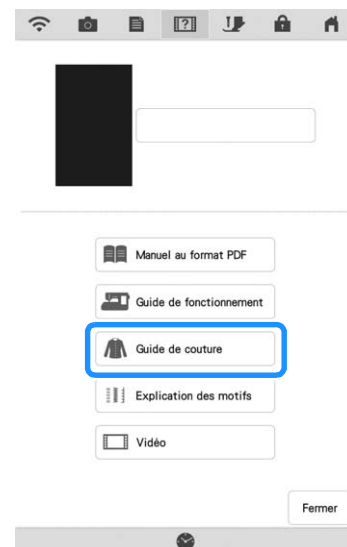 Manuel au format PDF
Guide de fonctionnement
Guide de couture
Explication des motifs
Vidéo
Fermer